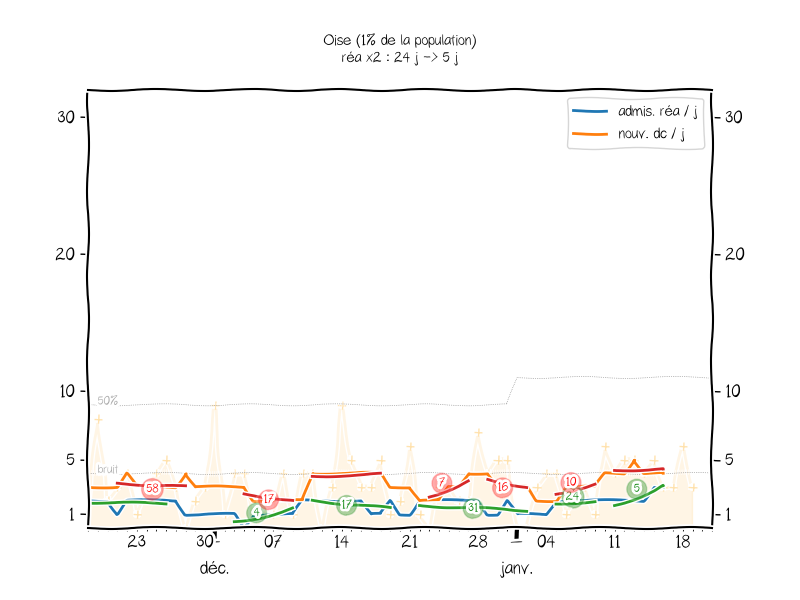 Oise (1% de la population)
réa x2 : 24 j -> 5 j
admis. réa / j
nouv. dc / j
30 30
20 20
10 10
5 5
1 1
50%
bruit
58 17 4 17 7 31 16 10 24 5
23 30 07 14 21 28 04 11 18
déc. janv.